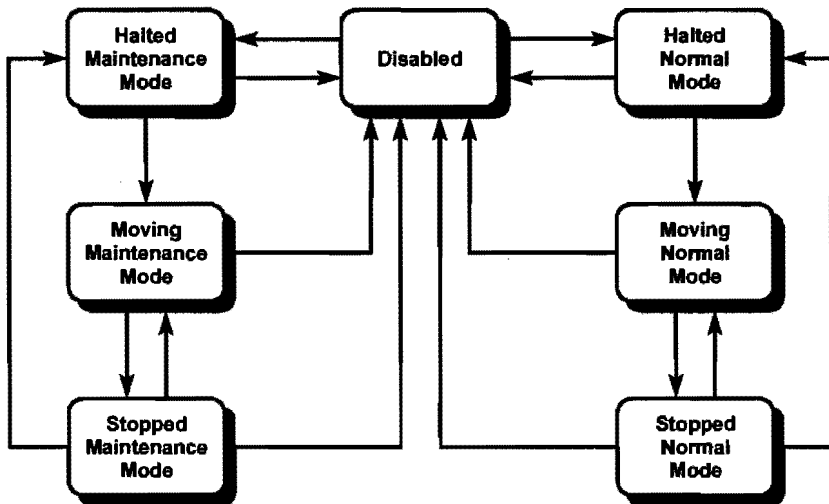 Halted
Maintenance
Mode
Disabled
Halted
Normal
Mode
Moving
Maintenance
Mode
Moving
Normal
Mode
Stopped
Maintenance
Mode
Stopped
Normal
Mode